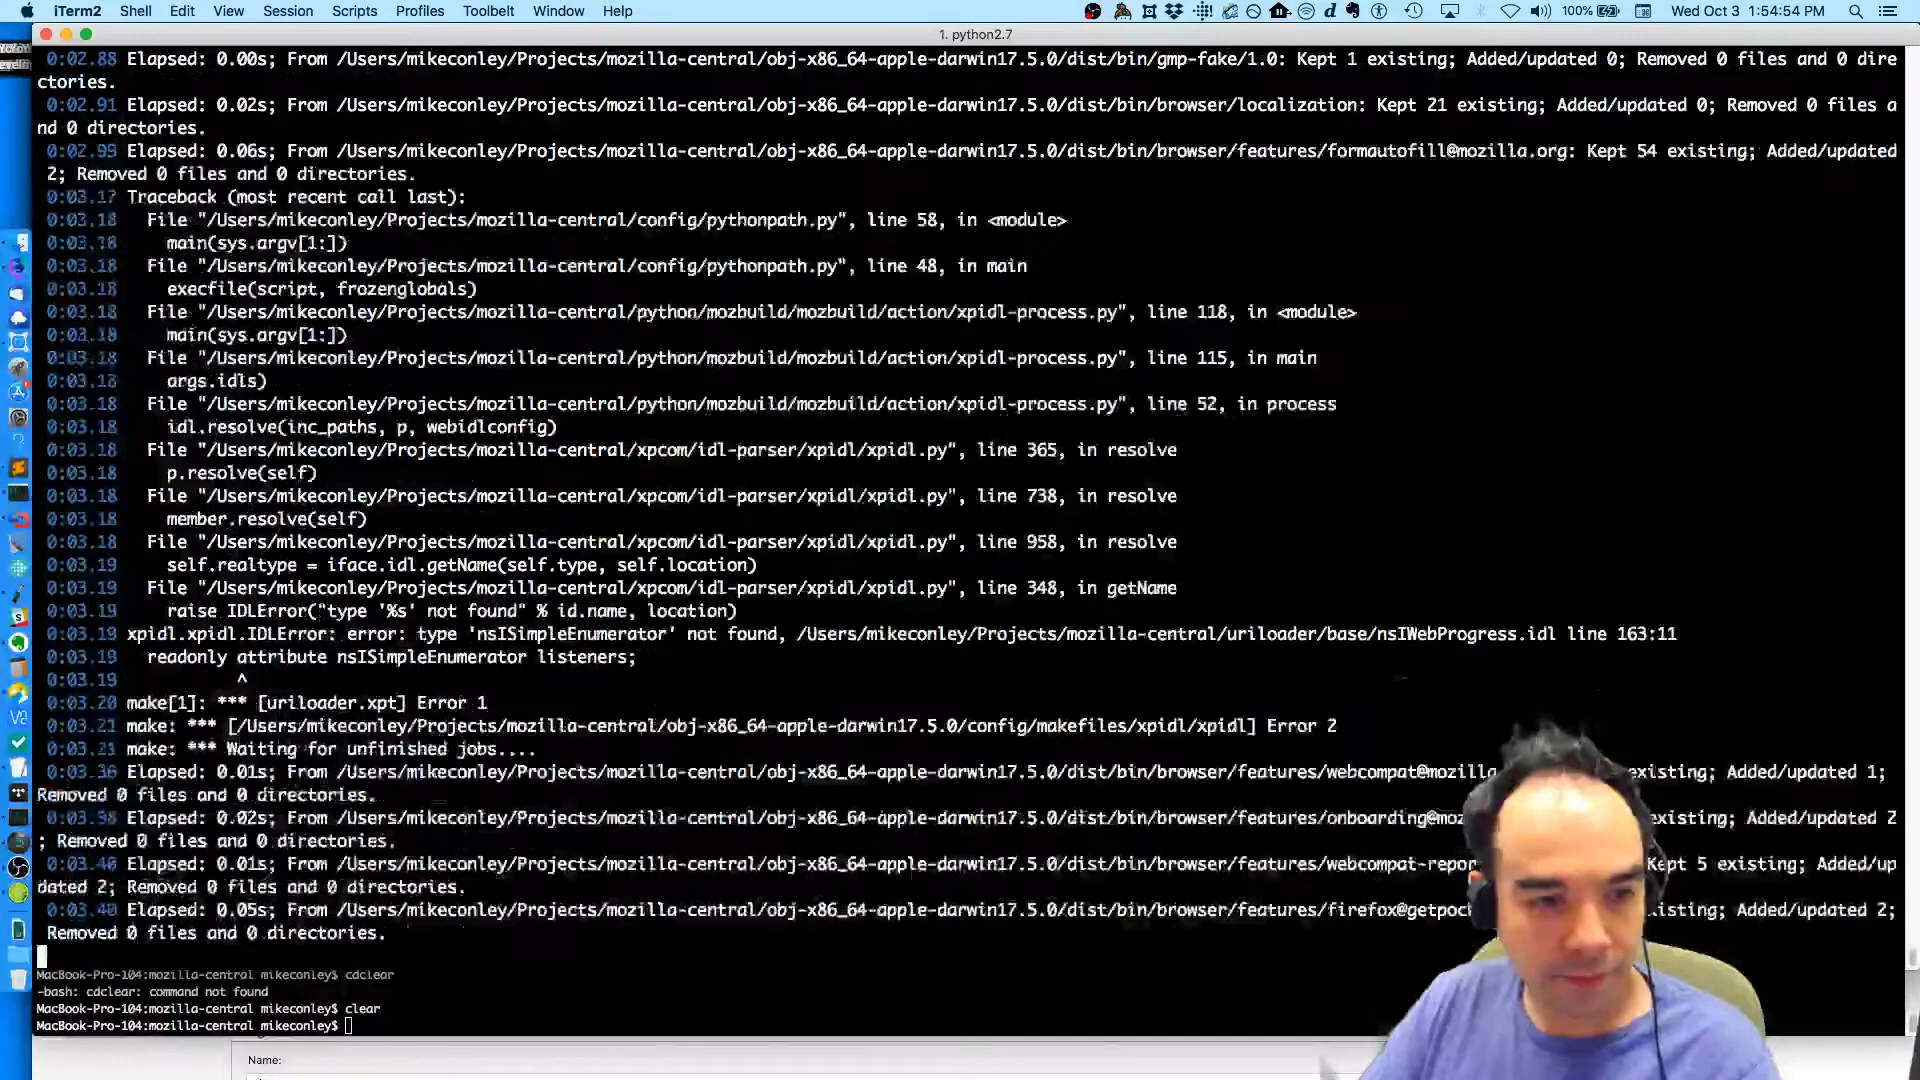 iTerm2 Shell Edit View Session Scripts Profiles Toolbelt Window Help 100% Wed Oct 3 1:54:54 PM
1. python2.7
0:02.88 Elapsed: 0.00s; From /Users/mikeconley/Projects/mozilla-central/obj-x86_64-apple-darwin17.5.0/dist/bin/gmp-fake/1.0: Kept 1 existing; Added/updated 0; Removed 0 files and 0 dire
ctories.
0:02.91 Elapsed: 0.02s; From /Users/mikeconley/Projects/mozilla-central/obj-x86_64-apple-darwin17.5.0/dist/bin/browser/localization: Kept 21 existing; Added/updated 0; Removed 0 files a
nd 0 directories.
0:02.99 Elapsed: 0.06s; From /Users/mikeconley/Projects/mozilla-central/obj-x86_64-apple-darwin17.5.0/dist/bin/browser/features/formautofill@mozilla.org: Kept 54 existing; Added/updated
2; Removed 0 files and 0 directories.
0:03.17 Traceback (most recent call last):
0:03.18 File "/Users/mikeconley/Projects/mozilla-central/config/pythonpath.py", line 58, in <module>
0:03.18 main(sys.argv[1:])
0:03.18 File "/Users/mikeconley/Projects/mozilla-central/config/pythonpath.py", line 48, in main
0:03.18 execfile(script, frozenglobals)
0:03.18 File "/Users/mikeconley/Projects/mozilla-central/python/mozbuild/mozbuild/action/xpidl-process.py", line 118, in <module>
0:03.18 main(sys.argv[1:])
0:03.18 File "/Users/mikeconley/Projects/mozilla-central/python/mozbuild/mozbuild/action/xpidl-process.py", line 115, in main
0:03.18 args.idls)
0:03.18 File "/Users/mikeconley/Projects/mozilla-central/python/mozbuild/mozbuild/action/xpidl-process.py", line 52, in process
0:03.18 idl.resolve(inc_paths, p, webidlconfig)
0:03.18 File "/Users/mikeconley/Projects/mozilla-central/xpcom/idl-parser/xpidl/xpidl.py", line 365, in resolve
0:03.18 p.resolve(self)
0:03.18 File "/Users/mikeconley/Projects/mozilla-central/xpcom/idl-parser/xpidl/xpidl.py", line 738, in resolve
0:03.18 member.resolve(self)
0:03.18 File "/Users/mikeconley/Projects/mozilla-central/xpcom/idl-parser/xpidl/xpidl.py", line 958, in resolve
0:03.19 self.realtype = iface.idl.getName(self.type, self.location)
0:03.19 File "/Users/mikeconley/Projects/mozilla-central/xpcom/idl-parser/xpidl/xpidl.py", line 348, in getName
0:03.19 raise IDLError("type '%s' not found" % id.name, location)
0:03.19 xpidl.xpidl.IDLError: error: type 'nsISimpleEnumerator' not found, /Users/mikeconley/Projects/mozilla-central/uriloader/base/nsIWebProgress.idl line 163:11
0:03.19 readonly attribute nsISimpleEnumerator listeners;
0:03.19 ^
0:03.20 make[1]: *** [uriloader.xpt] Error 1
0:03.21 make: *** [/Users/mikeconley/Projects/mozilla-central/obj-x86_64-apple-darwin17.5.0/config/makefiles/xpidl/xpidl] Error 2
0:03.21 make: *** Waiting for unfinished jobs....
0:03.36 Elapsed: 0.01s; From /Users/mikeconley/Projects/mozilla-central/obj-x86_64-apple-darwin17.5.0/dist/bin/browser/features/webcompat@mozilla existing; Added/updated 1;
Removed 0 files and 0 directories.
0:03.38 Elapsed: 0.02s; From /Users/mikeconley/Projects/mozilla-central/obj-x86_64-apple-darwin17.5.0/dist/bin/browser/features/onboarding@moz existing; Added/updated 2
; Removed 0 files and 0 directories.
0:03.40 Elapsed: 0.01s; From /Users/mikeconley/Projects/mozilla-central/obj-x86_64-apple-darwin17.5.0/dist/bin/browser/features/webcompat-repor Kept 5 existing; Added/up
dated 2; Removed 0 files and 0 directories.
0:03.40 Elapsed: 0.05s; From /Users/mikeconley/Projects/mozilla-central/obj-x86_64-apple-darwin17.5.0/dist/bin/browser/features/firefox@getpoc isting; Added/updated 2;
Removed 0 files and 0 directories.
MacBook-Pro-104:mozilla-central mikeconley$ cdclear
-bash: cdclear: command not found
MacBook-Pro-104:mozilla-central mikeconley$ clear
MacBook-Pro-104:mozilla-central mikeconley$
Name: